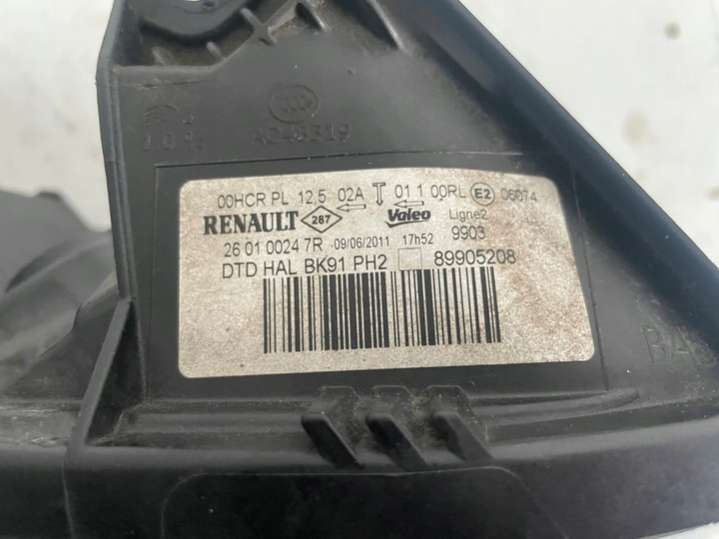 A248319
00HCR PL 12,5 02A T 01 1 00RL E2 06074
RENAULT 287 Valeo Ligne2
26 01 0024 7R 09/06/2011 17h52 9903
DTD HAL BK91 PH2 89905208